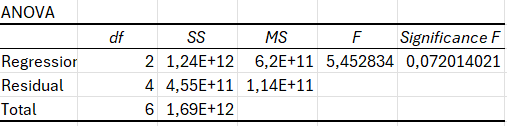 ANOVA
df SS MS F Significance F
Regression 2 1,24E+12 6,2E+11 5,452834 0,072014021
Residual 4 4,55E+11 1,14E+11
Total 6 1,69E+12